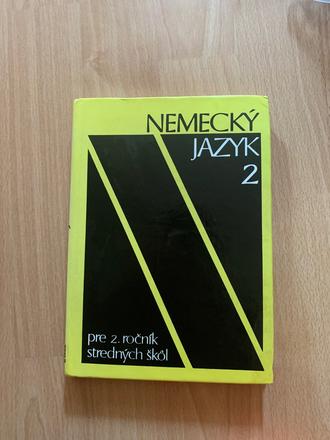 NEMECKÝ
JAZYK
2
pre 2. ročník
stredných škôl